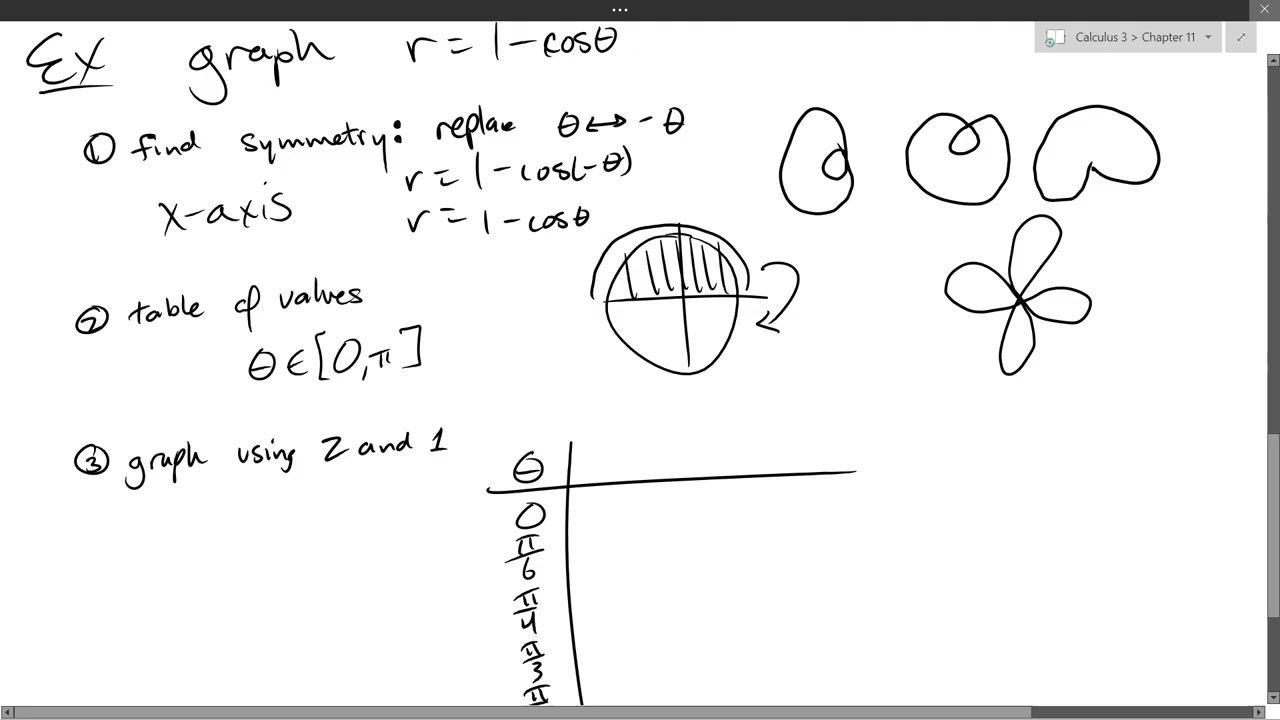 Ex graph r = 1 - cosθ
Calculus 3 > Chapter 11
① find symmetry: replace θ ↔ -θ
r = 1 - cos(-θ)
x-axis r = 1 - cosθ
② table of values
θ ∈ [0, π]
③ graph using 2 and 1
θ
0
π/6
π/4
π/3
π